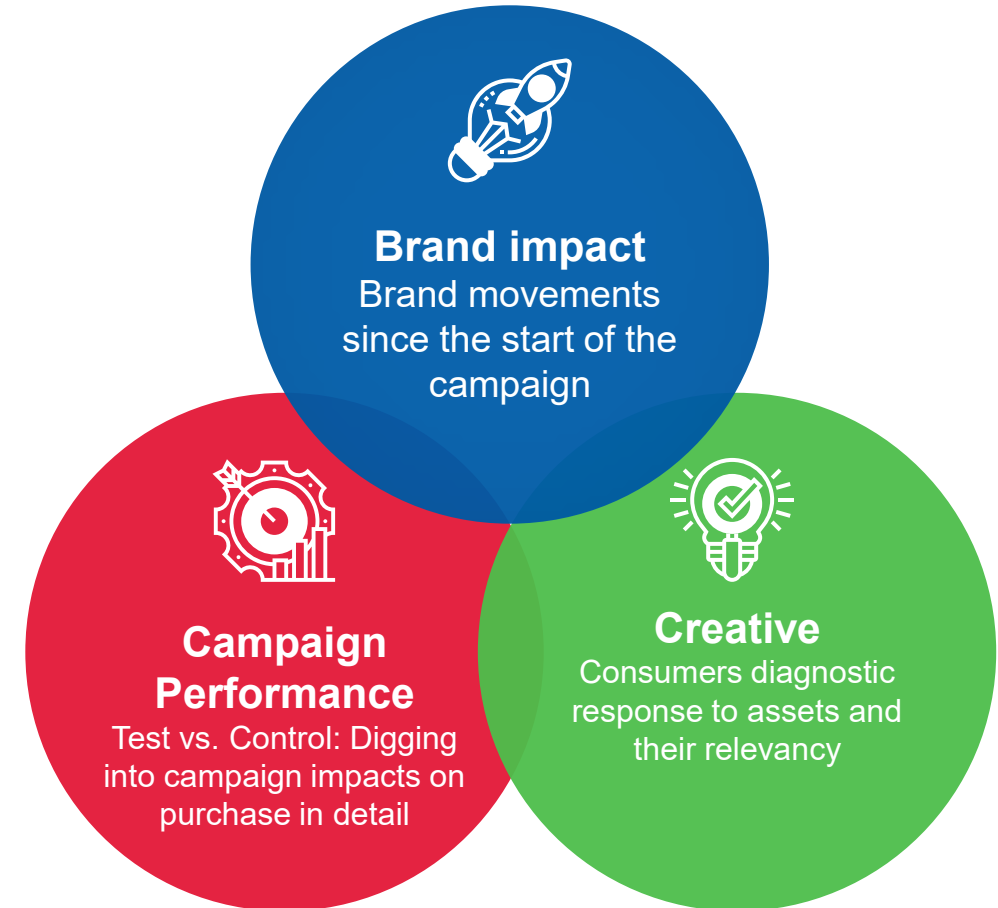 Brand impact
Brand movements
since the start of the
campaign
Campaign
Performance
Test vs. Control: Digging
into campaign impacts on
purchase in detail
Creative
Consumers diagnostic
response to assets and
their relevancy